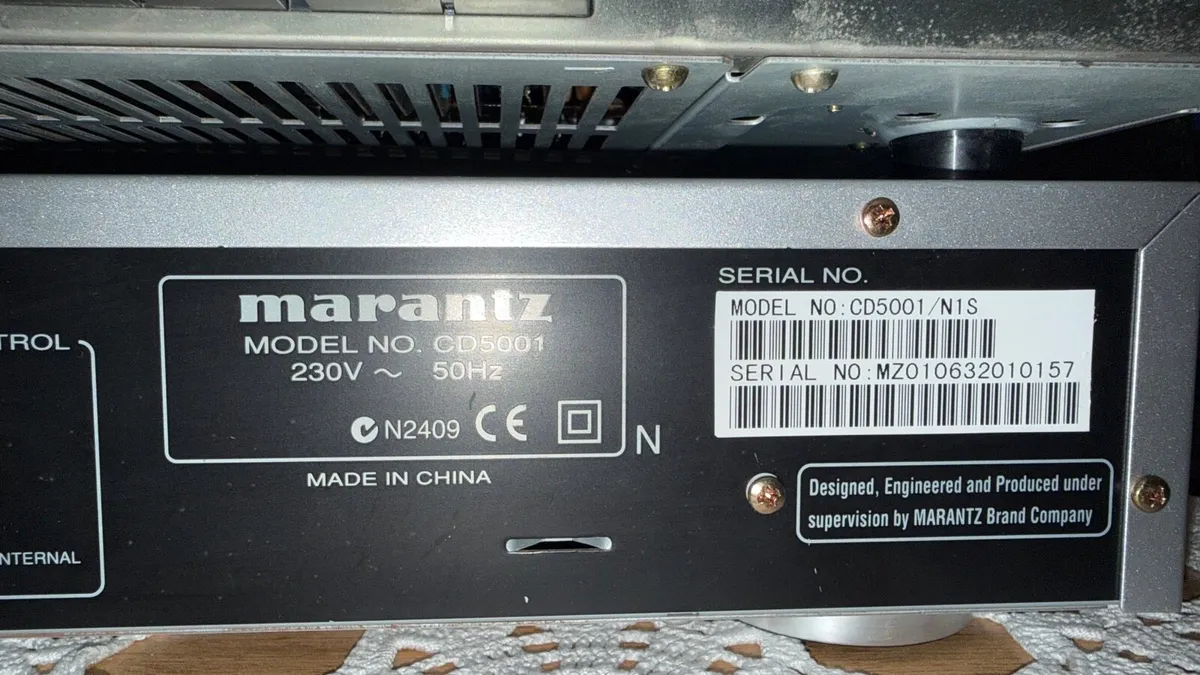 TROL
NTERNAL
marantz
MODEL NO. CD5001
230V ~ 50Hz
N2409 CE
N
MADE IN CHINA
SERIAL NO.
MODEL NO:CD5001/N1S
SERIAL NO:MZ010632010157
Designed, Engineered and Produced under
supervision by MARANTZ Brand Company